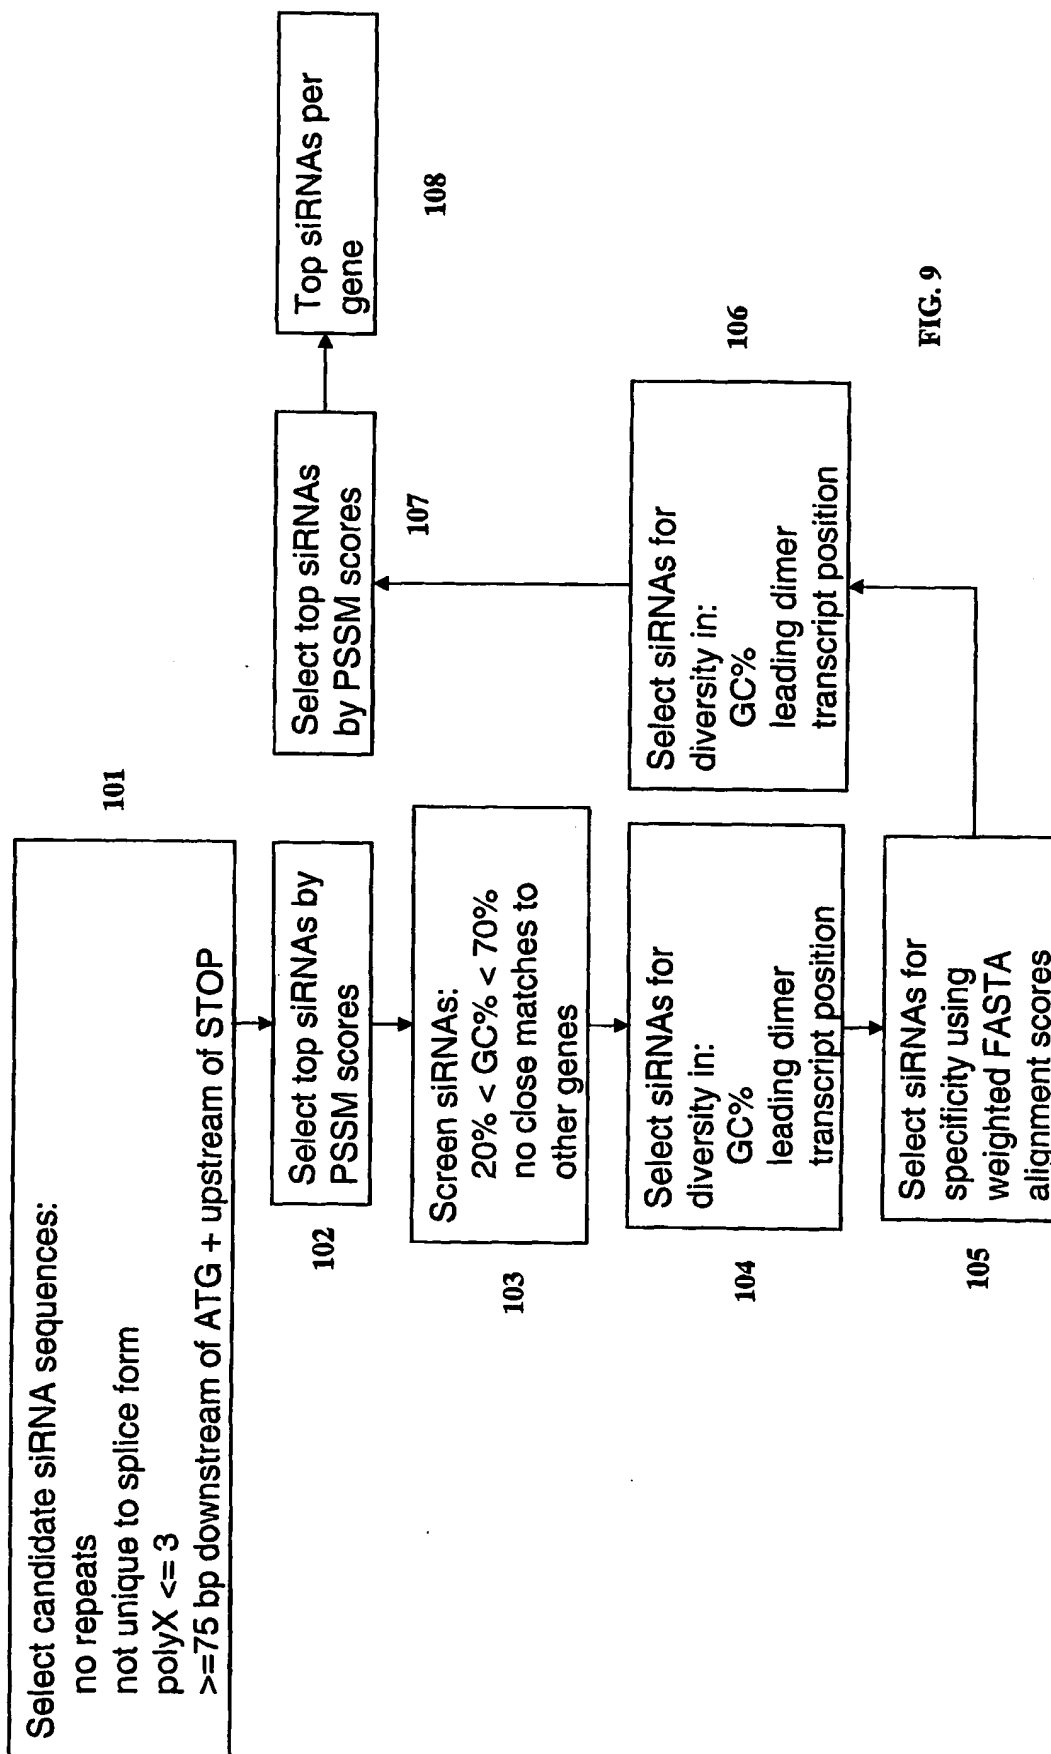 Select candidate siRNA sequences:
no repeats
not unique to splice form
polyX <= 3
>=75 bp downstream of ATG + upstream of STOP
101
Select top siRNAs by
PSSM scores
102
Screen siRNAs:
20% < GC% < 70%
no close matches to
other genes
103
Select siRNAs for
diversity in:
GC%
leading dimer
transcript position
104
Select siRNAs for
specificity using
weighted FASTA
alignment scores
105
Select siRNAs for
diversity in:
GC%
leading dimer
transcript position
106
Select top siRNAs
by PSSM scores
107
Top siRNAs per
gene
108
FIG. 9